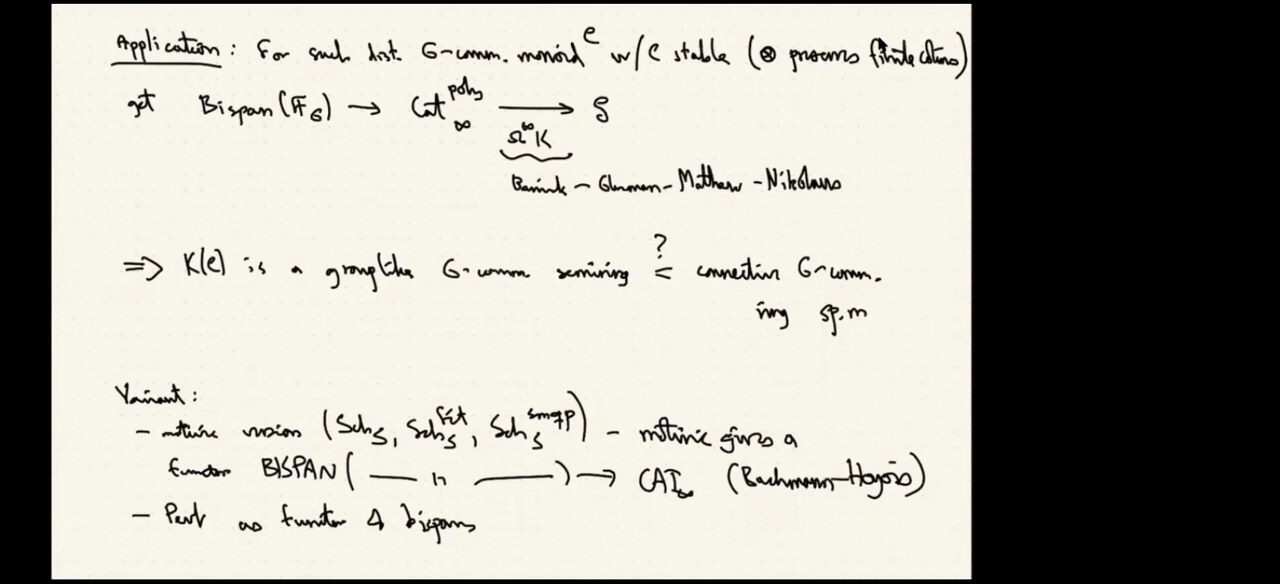 Application: For such dist. G-comm. monoid C w/ C stable (⊗ preserves finite colims)
get Bispan(F_G) → Cat_∞^poly → S
Ω^∞K
Barwick – Glasman – Mathew – Nikolaus
⇒ K(C) is a grouplike G-comm. semiring ?= connective G-comm.
ring sp.m
Variant:
- motivic version (Sch_S, Sch_S^fét, Sch_S^smqp) - motivic gives a
functor BISPAN( —— 〃 —— ) → CAT_∞ (Bachmann-Hoyois)
- Perf as functor of bispans